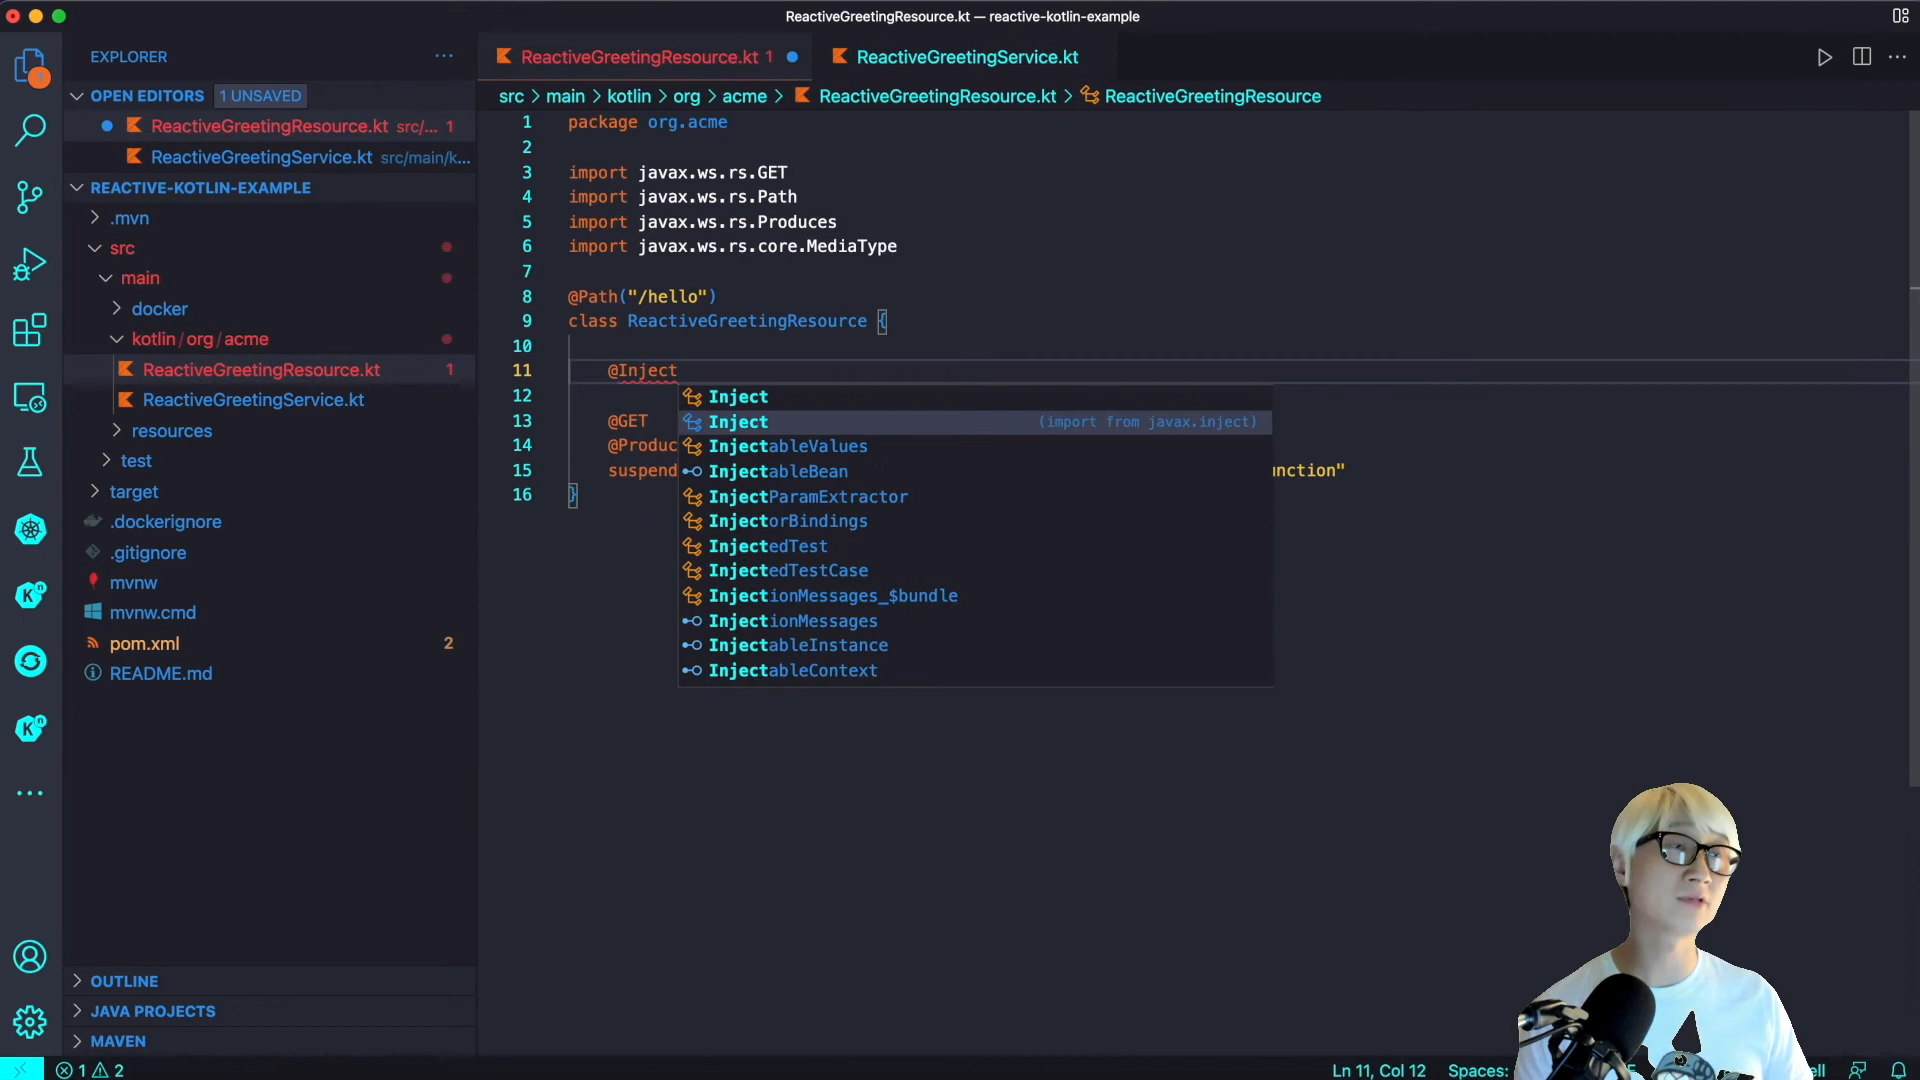 ReactiveGreetingResource.kt — reactive-kotlin-example
EXPLORER
OPEN EDITORS 1 UNSAVED
ReactiveGreetingResource.kt src/... 1
ReactiveGreetingService.kt src/main/k...
REACTIVE-KOTLIN-EXAMPLE
.mvn
src
main
docker
kotlin/org/acme
ReactiveGreetingResource.kt 1
ReactiveGreetingService.kt
resources
test
target
.dockerignore
.gitignore
mvnw
mvnw.cmd
pom.xml 2
README.md
OUTLINE
JAVA PROJECTS
MAVEN
ReactiveGreetingResource.kt 1
ReactiveGreetingService.kt
src > main > kotlin > org > acme > ReactiveGreetingResource.kt > ReactiveGreetingResource
1 package org.acme
2
3 import javax.ws.rs.GET
4 import javax.ws.rs.Path
5 import javax.ws.rs.Produces
6 import javax.ws.rs.core.MediaType
7
8 @Path("/hello")
9 class ReactiveGreetingResource {
10
11 @Inject
12
13 @GET
14 @Produc
15 suspend unction"
16 }
Inject
Inject (import from javax.inject)
InjectableValues
InjectableBean
InjectParamExtractor
InjectorBindings
InjectedTest
InjectedTestCase
InjectionMessages_$bundle
InjectionMessages
InjectableInstance
InjectableContext
1 2
Ln 11, Col 12 Spaces: